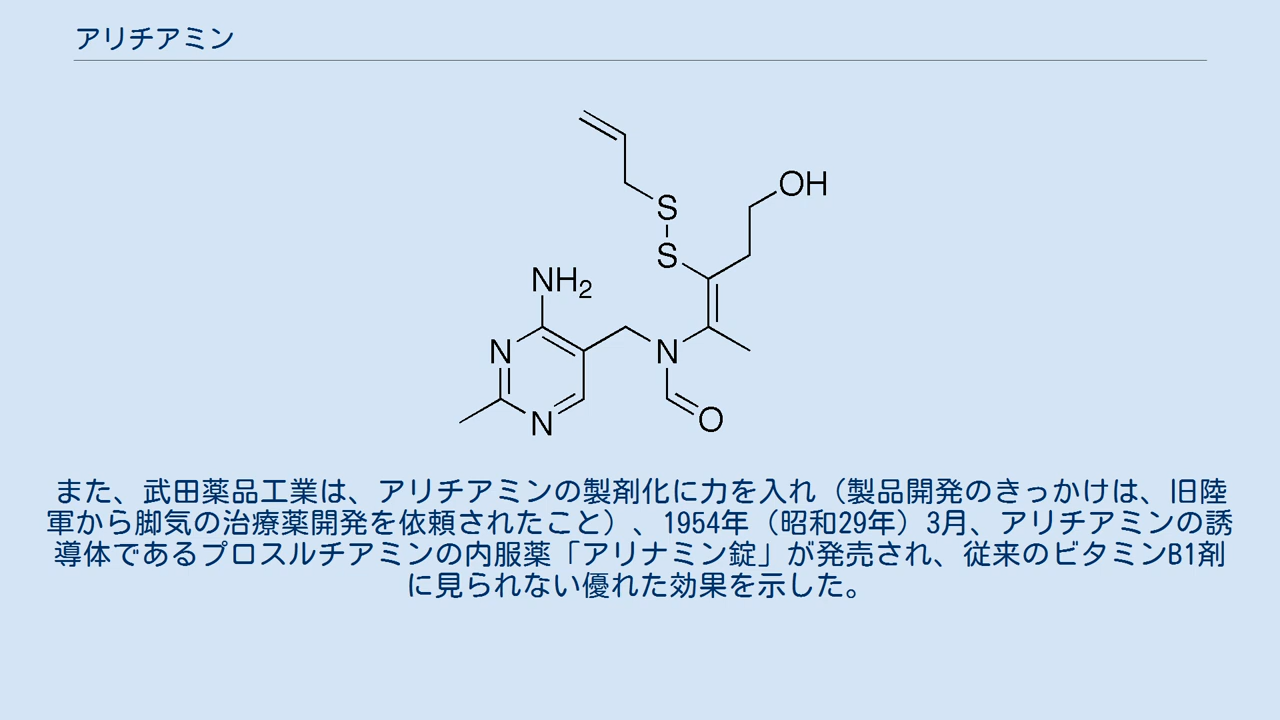 アリチアミン
OH
S
S
NH2
N
N
N
O
また、武田薬品工業は、アリチアミンの製剤化に力を入れ（製品開発のきっかけは、旧陸
軍から脚気の治療薬開発を依頼されたこと）、1954年（昭和29年）3月、アリチアミンの誘
導体であるプロスルチアミンの内服薬「アリナミン錠」が発売され、従来のビタミンB1剤
に見られない優れた効果を示した。